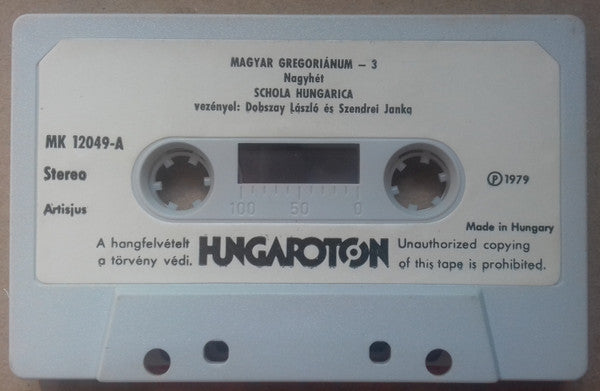 MAGYAR GREGORIÁNUM – 3
Nagyhét
SCHOLA HUNGARICA
vezényel: Dobszay László és Szendrei Janka
MK 12049-A
Stereo
Ⓟ 1979
100 50 0
Artisjus
Made in Hungary
A hangfelvételt
a törvény védi.
HUNGAROTON
Unauthorized copying
of this tape is prohibited.